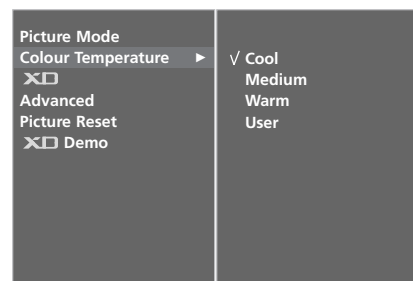 Picture Mode
Colour Temperature ►
XD
Advanced
Picture Reset
XD Demo
√ Cool
Medium
Warm
User